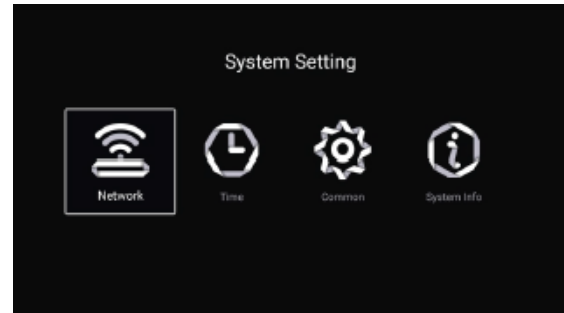 System Setting
Network
Time
Common
System Info